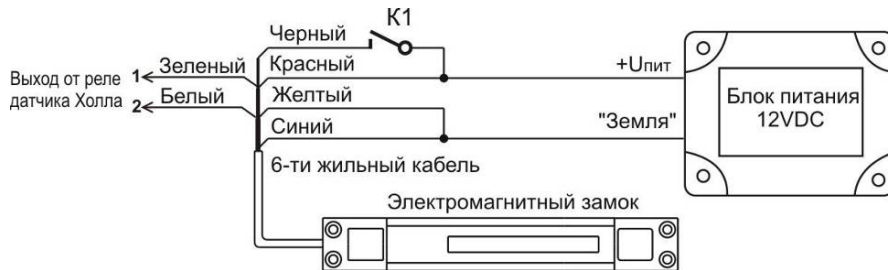 К1
Черный
Выход от реле 1 Зеленый Красный +Uпит
датчика Холла 2 Белый Желтый
Синий "Земля"
Блок питания
12VDC
6-ти жильный кабель
Электромагнитный замок